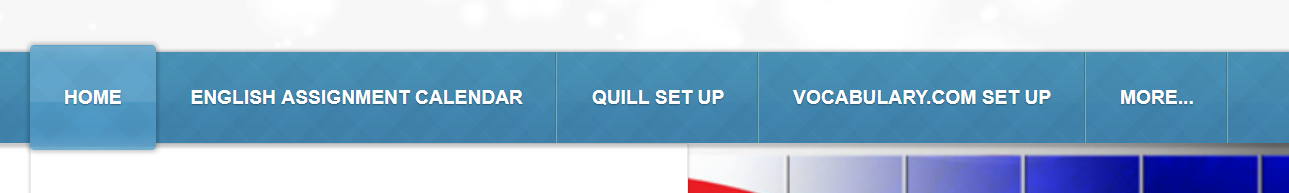 HOME ENGLISH ASSIGNMENT CALENDAR QUILL SET UP VOCABULARY.COM SET UP MORE...